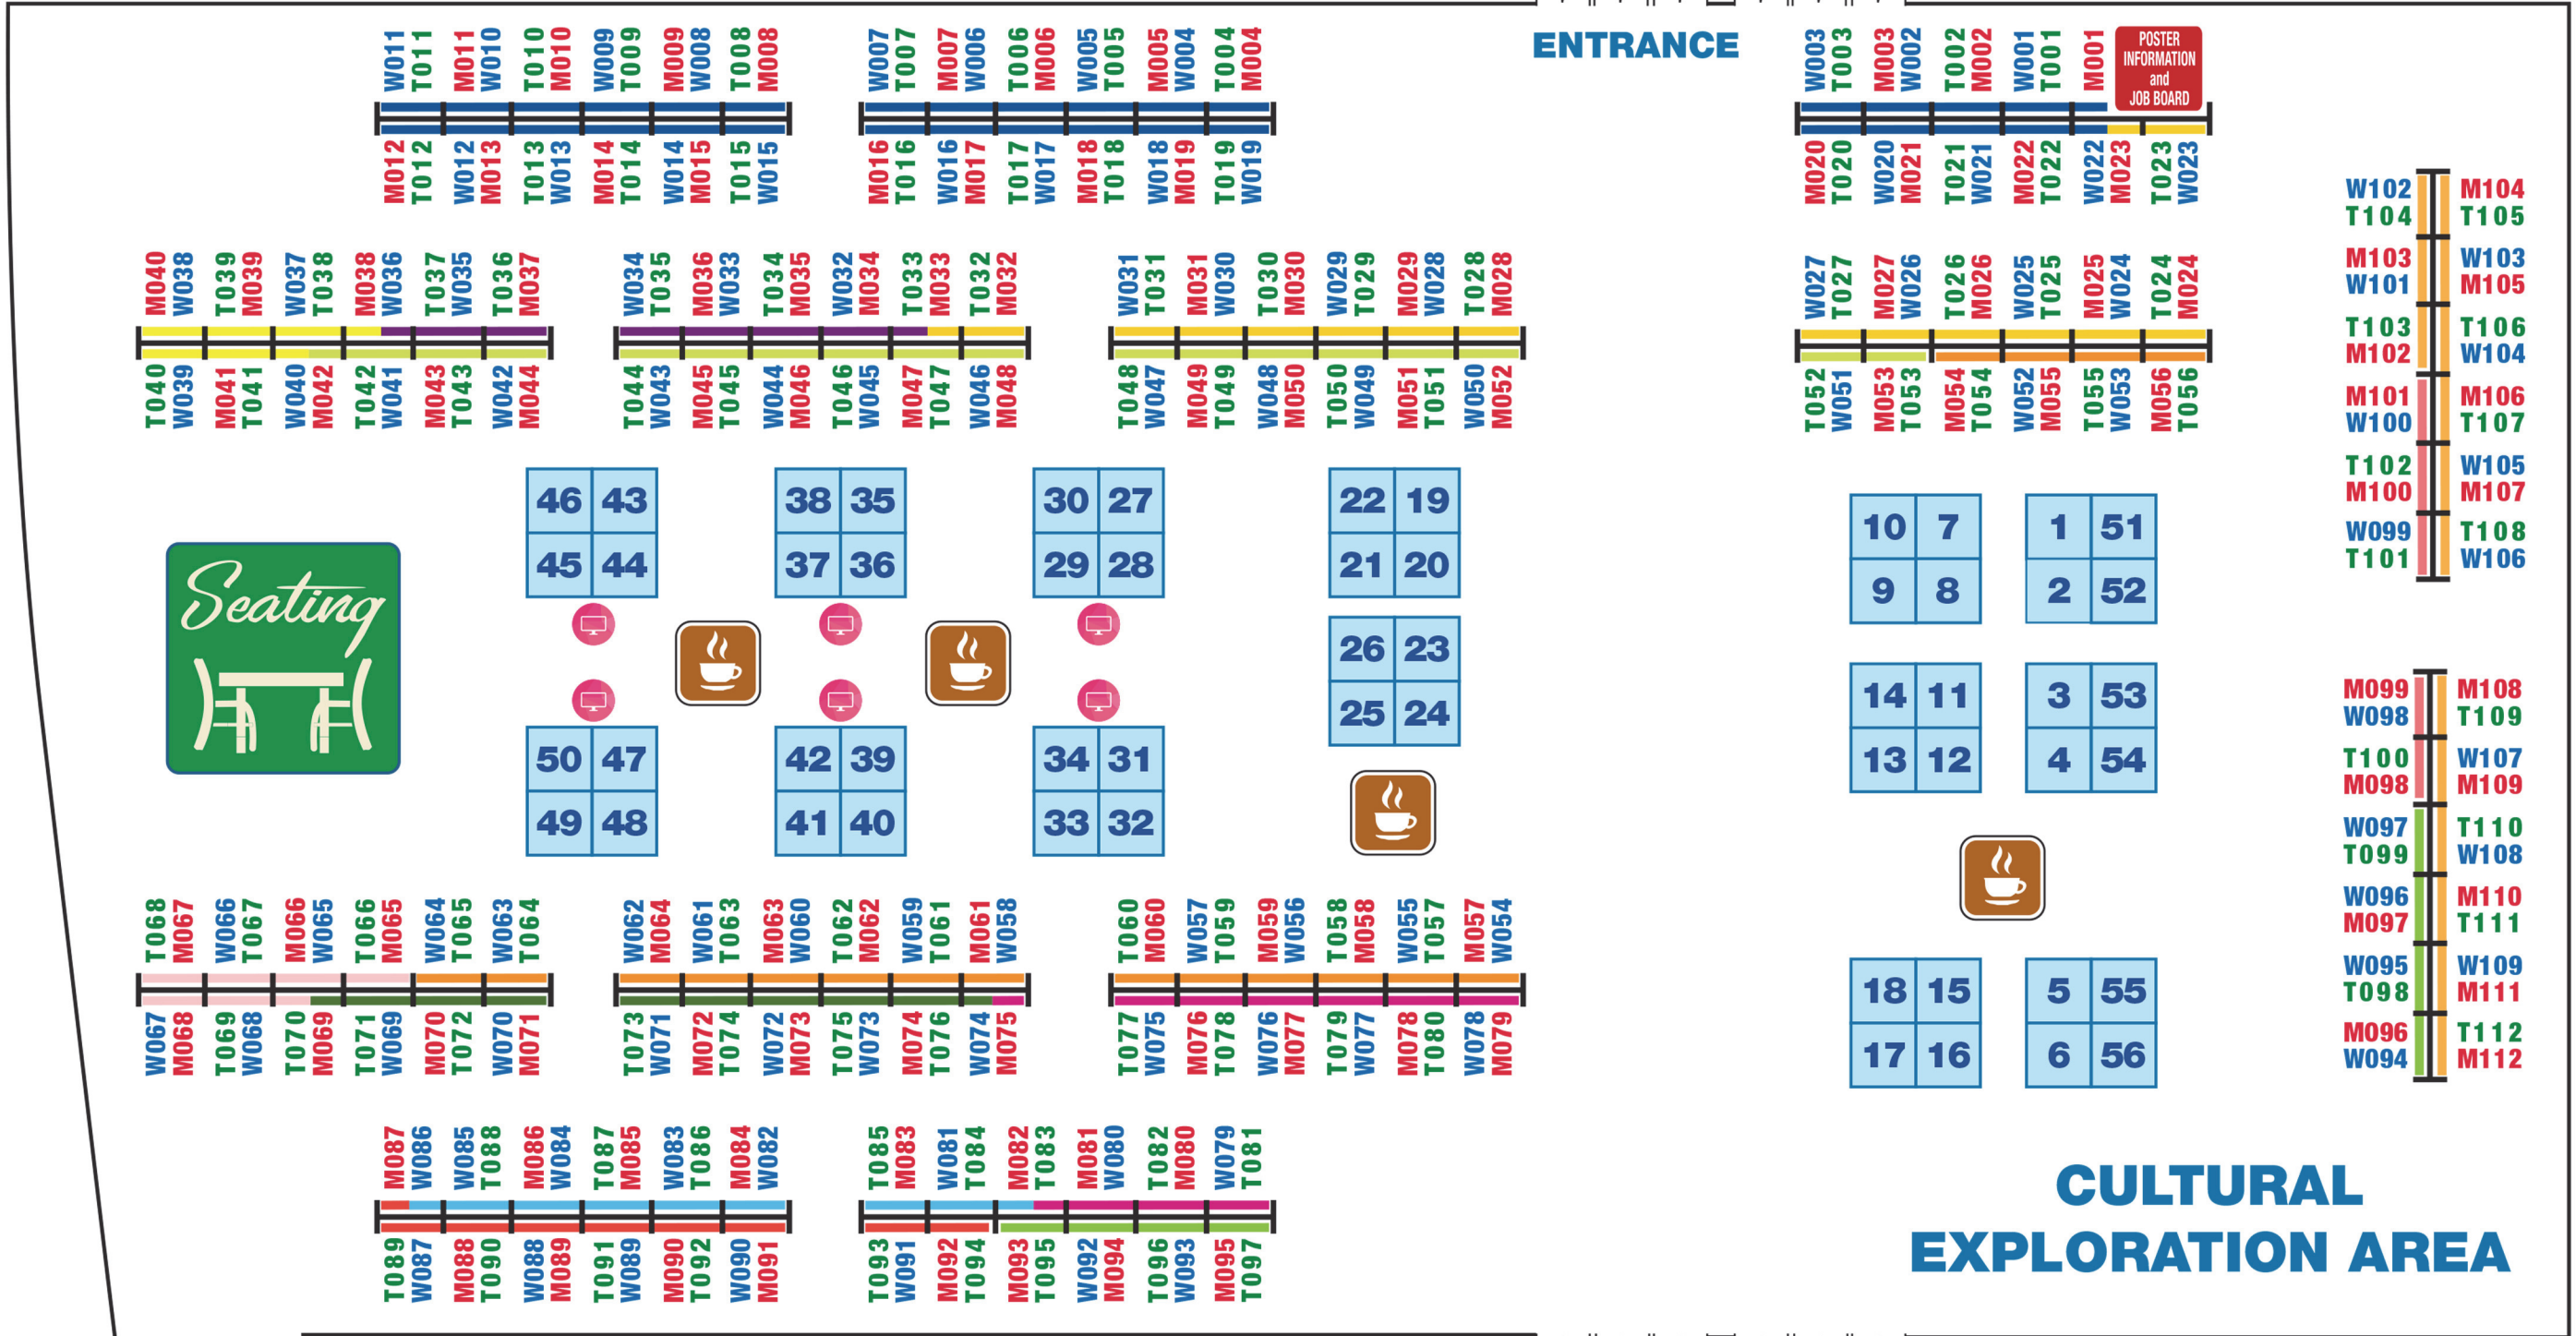 W011 T011 M011 W010 T010 M010 W009 T009 M009 W008 T008 M008
W007 T007 M007 W006 T006 M006 W005 T005 M005 W004 T004 M004
ENTRANCE
W003 T003 M003 W002 T002 M002 W001 T001 M001
POSTER
INFORMATION
and
JOB BOARD
M012 T012 W012 M013 T013 W013 M014 T014 W014 M015 T015 W015
M016 T016 W016 M017 T017 W017 M018 T018 W018 M019 T019 W019
M020 T020 W020 M021 T021 W021 M022 T022 W022 M023 T023 W023
M040 W038 T039 M039 W037 T038 M038 W036 T037 W035 T036 M037
W034 T035 M036 W033 T034 M035 W032 M034 T033 M033 T032 M032
W031 T031 M031 W030 T030 M030 W029 T029 M029 W028 T028 M028
W027 T027 M027 W026 T026 M026 W025 T025 M025 W024 T024 M024
T040 W039 M041 T041 W040 M042 T042 W041 M043 T043 W042 M044
T044 W043 M045 T045 W044 M046 T046 W045 M047 T047 W046 M048
T048 W047 M049 T049 W048 M050 T050 W049 M051 T051 W050 M052
T052 W051 M053 T053 M054 T054 W052 M055 T055 W053 M056 T056
W102 M104
T104 T105
M103 W103
W101 M105
T103 T106
M102 W104
M101 M106
W100 T107
T102 W105
M100 M107
W099 T108
T101 W106
46 43
45 44
38 35
37 36
30 27
29 28
22 19
21 20
10 7
9 8
1 51
2 52
Seating
26 23
25 24
14 11
13 12
3 53
4 54
50 47
49 48
42 39
41 40
34 31
33 32
M099 M108
W098 T109
T100 W107
M098 M109
W097 T110
T099 W108
W096 M110
M097 T111
W095 W109
T098 M111
M096 T112
W094 M112
18 15
17 16
5 55
6 56
T068 M067 W066 T067 M066 W065 T066 M065 W064 T065 W063 T064
W062 M064 W061 T063 M063 W060 T062 M062 W059 T061 M061 W058
T060 M060 W057 T059 M059 W056 T058 M058 W055 T057 M057 W054
W067 M068 T069 W068 T070 M069 T071 W069 M070 T072 W070 M071
T073 W071 M072 T074 W072 M073 T075 W073 M074 T076 W074 M075
T077 W075 M076 T078 W076 M077 T079 W077 M078 T080 W078 M079
M087 W086 W085 T088 M086 W084 T087 M085 W083 T086 M084 W082
T085 M083 W081 T084 M082 T083 M081 W080 T082 M080 W079 T081
T089 W087 M088 T090 W088 M089 T091 W089 M090 T092 W090 M091
T093 W091 M092 T094 M093 T095 W092 M094 T096 W093 M095 T097
CULTURAL
EXPLORATION AREA